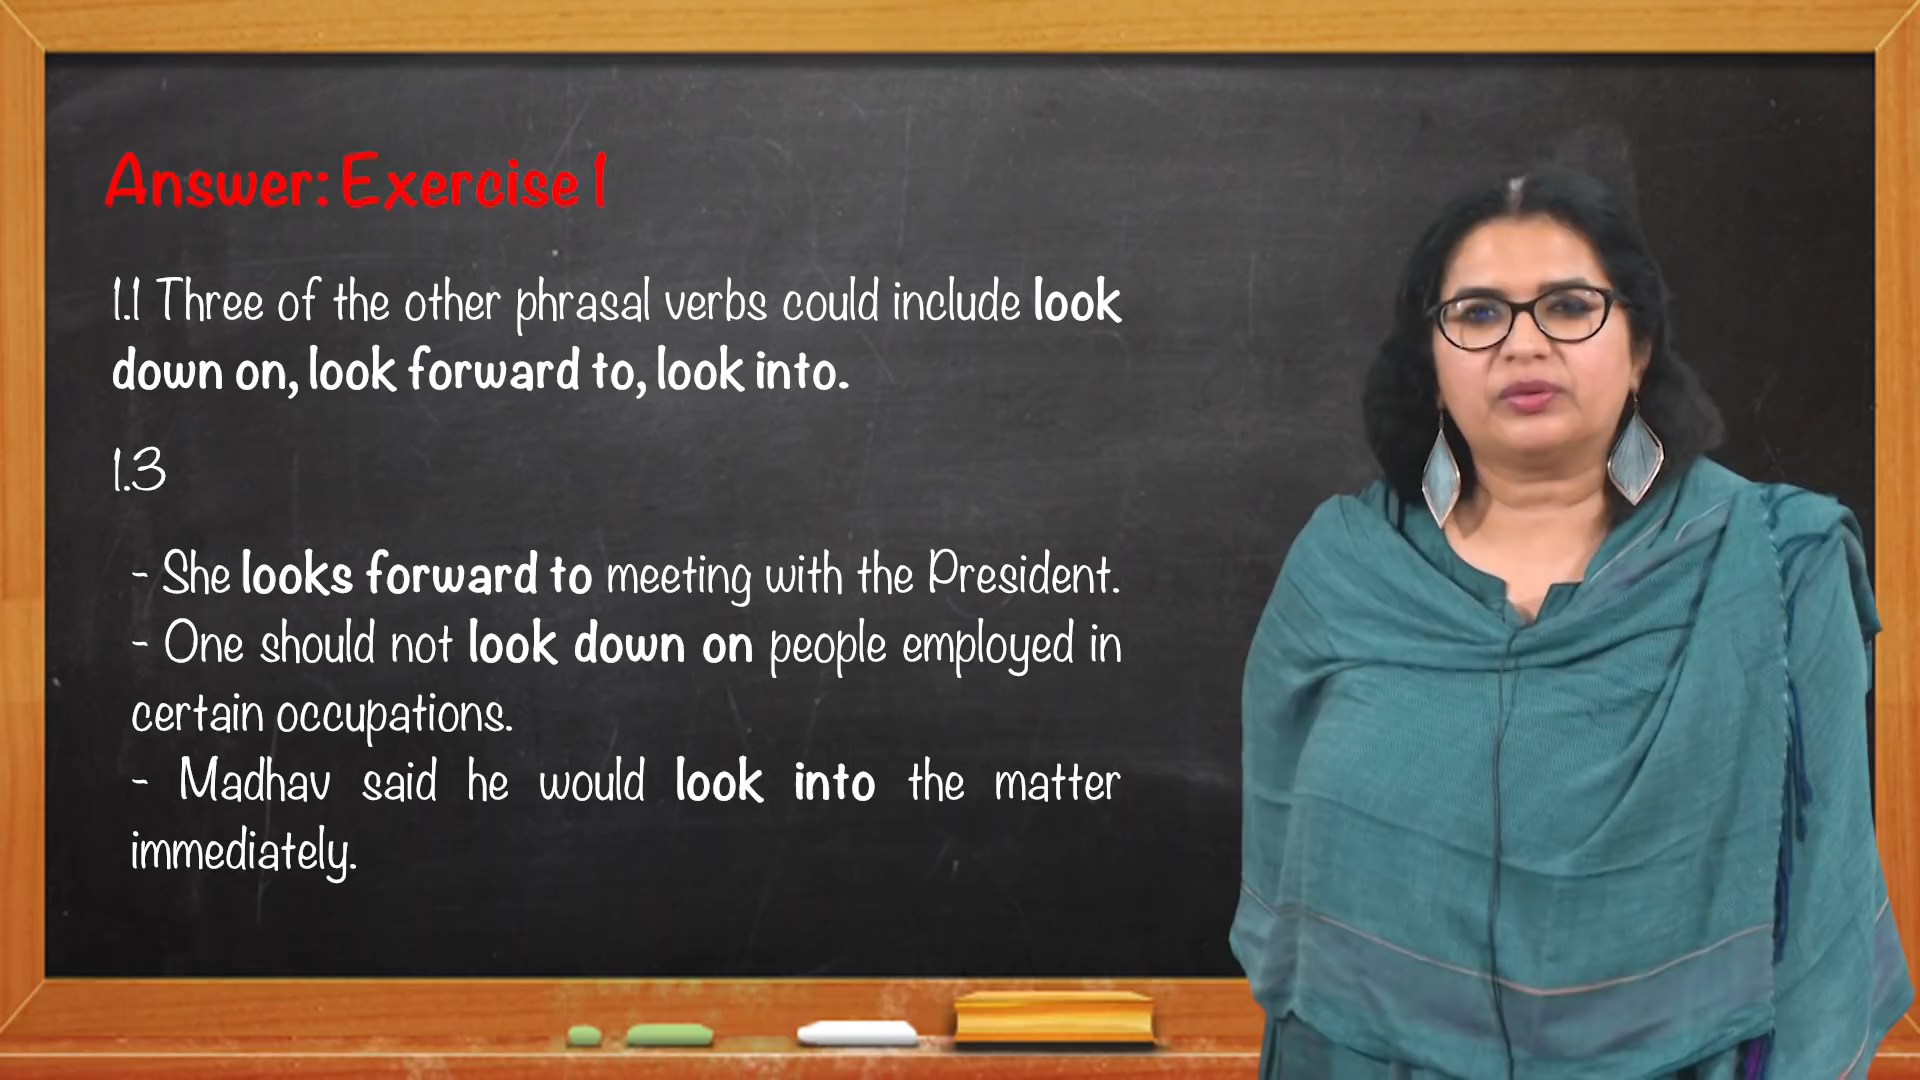 Answer: Exercise 1
1.1 Three of the other phrasal verbs could include look
down on, look forward to, look into.
1.3
- She looks forward to meeting with the President.
- One should not look down on people employed in
certain occupations.
- Madhav said he would look into the matter
immediately.